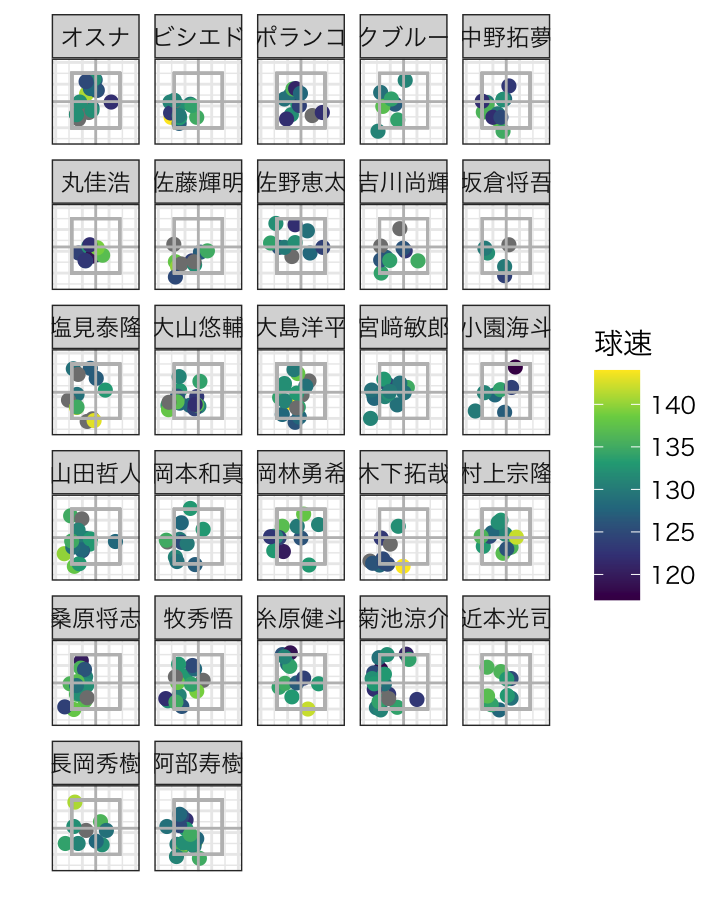 オスナ ビシエド ポランコ クブルー 中野拓夢
丸佳浩 佐藤輝明 佐野恵太 吉川尚輝 坂倉将吾
塩見泰隆 大山悠輔 大島洋平 宮﨑敏郎 小園海斗
山田哲人 岡本和真 岡林勇希 木下拓哉 村上宗隆
桑原将志 牧秀悟 糸原健斗 菊池涼介 近本光司
長岡秀樹 阿部寿樹
球速
140
135
130
125
120